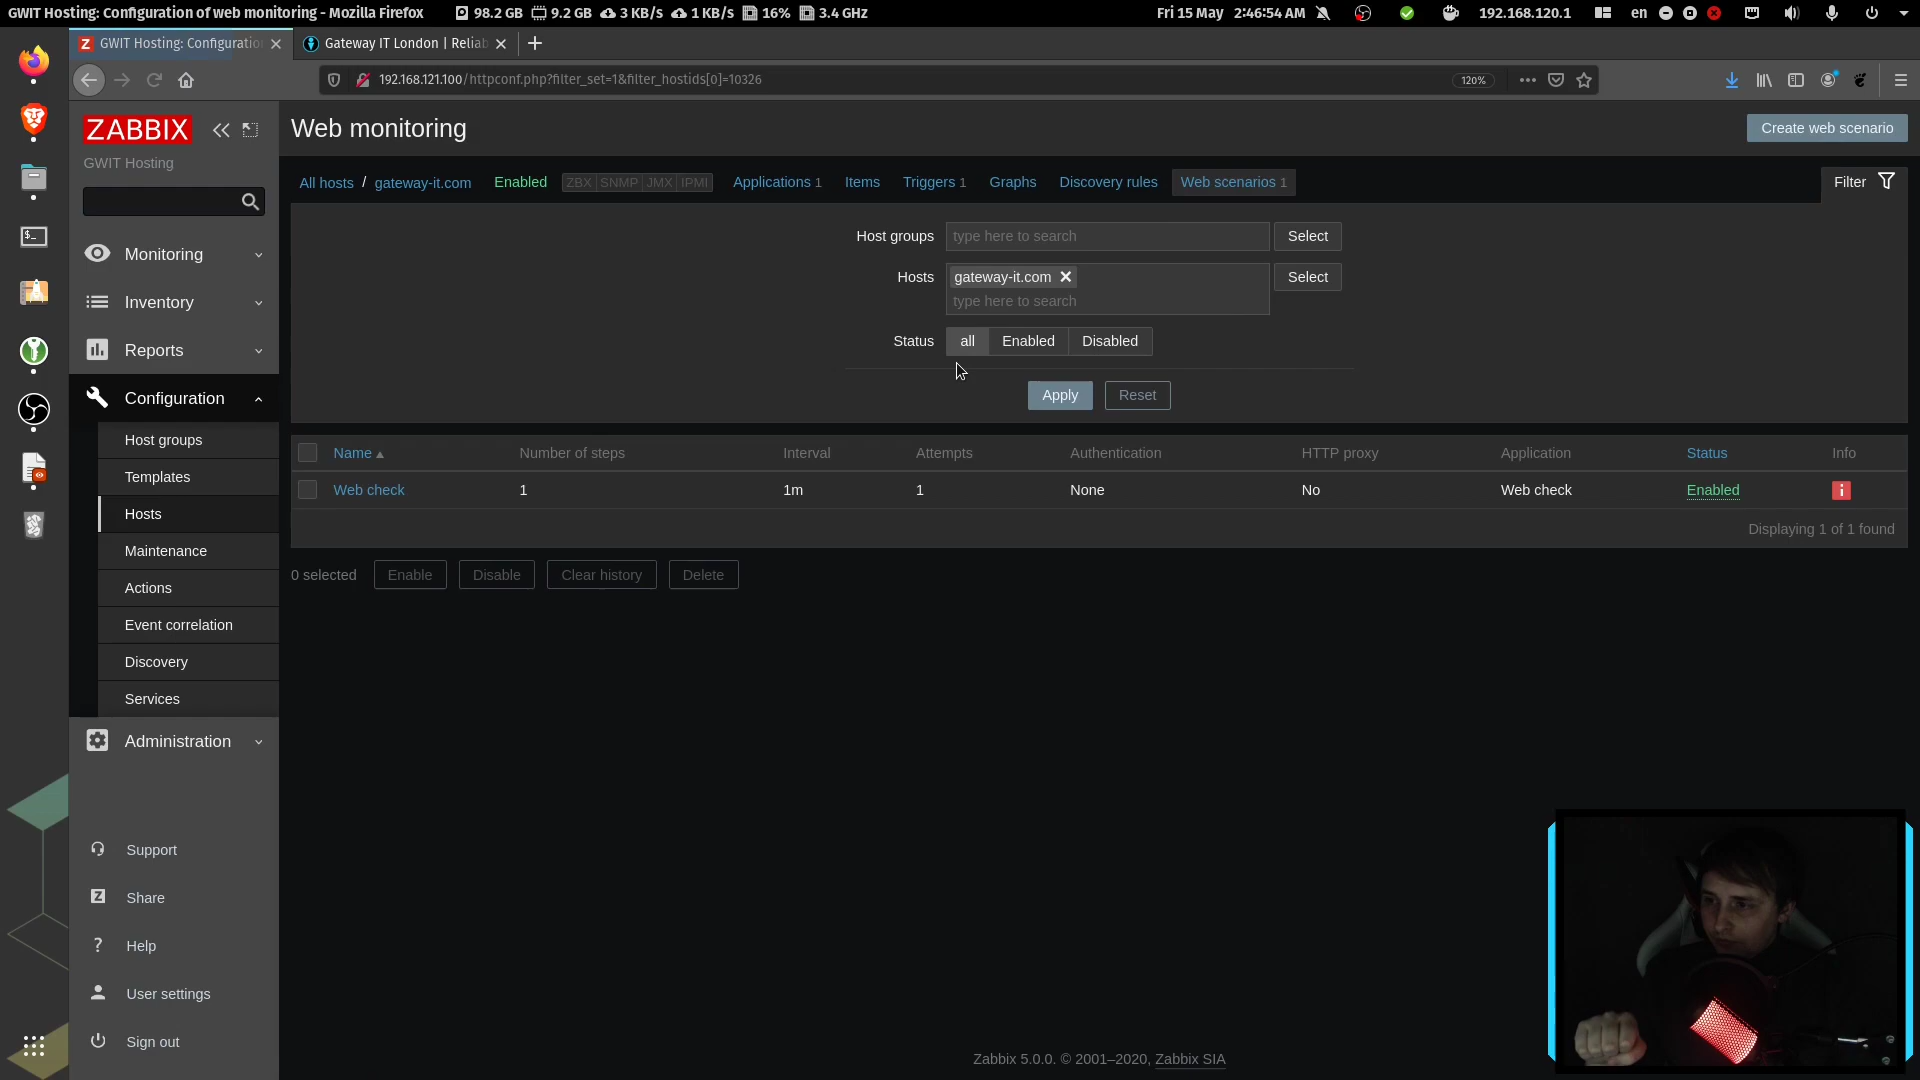 GWIT Hosting: Configuration of web monitoring - Mozilla Firefox 98.2 GB 9.2 GB 3 KB/s 1 KB/s 16% 3.4 GHz Fri 15 May 2:46:54 AM 192.168.120.1 en
GWIT Hosting: Configuratio Gateway IT London | Reliab
192.168.121.100/httpconf.php?filter_set=1&filter_hostids[0]=10326 120%
ZABBIX
GWIT Hosting
Monitoring
Inventory
Reports
Configuration
Host groups
Templates
Hosts
Maintenance
Actions
Event correlation
Discovery
Services
Administration
Support
Share
Help
User settings
Sign out
Web monitoring Create web scenario
All hosts / gateway-it.com Enabled ZBX SNMP JMX IPMI Applications 1 Items Triggers 1 Graphs Discovery rules Web scenarios 1 Filter
Host groups type here to search Select
Hosts gateway-it.com Select
type here to search
Status all Enabled Disabled
Apply Reset
Name Number of steps Interval Attempts Authentication HTTP proxy Application Status Info
Web check 1 1m 1 None No Web check Enabled i
Displaying 1 of 1 found
0 selected Enable Disable Clear history Delete
Zabbix 5.0.0. © 2001–2020, Zabbix SIA